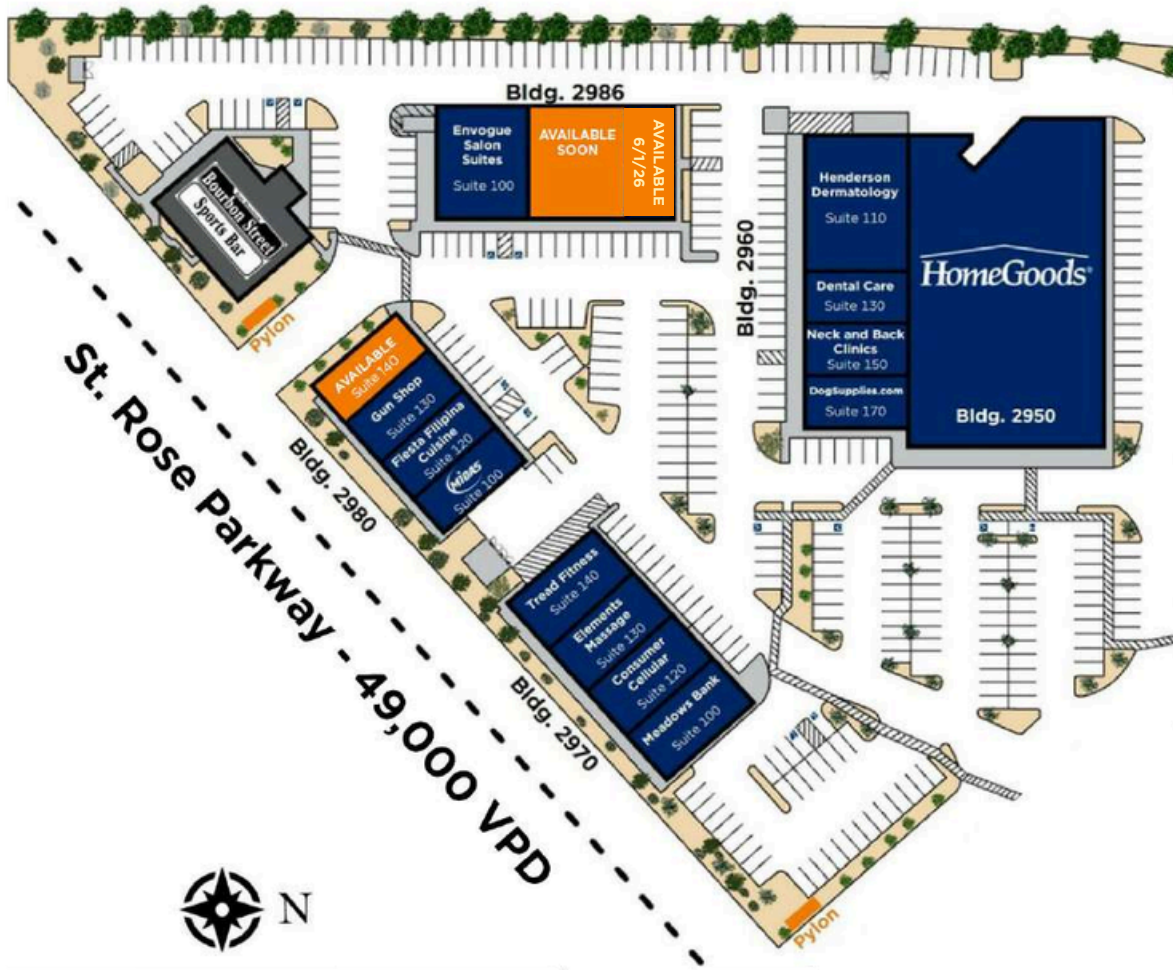 Bldg. 2986
Envogue
Salon
Suites
Suite 100
AVAILABLE
SOON
AVAILABLE
6/1/26
Bourbon Street
Sports Bar
Pylon
Bldg. 2960
Henderson
Dermatology
Suite 110
Dental Care
Suite 130
Neck and Back
Clinics
Suite 150
DogSupplies.com
Suite 170
HomeGoods®
Bldg. 2950
AVAILABLE
Suite 140
Gun Shop
Suite 130
Fiesta Filipina
Cuisine
Suite 120
MIDAS
Suite 100
Bldg. 2980
Tread Fitness
Suite 140
Elements
Massage
Suite 130
Consumer
Cellular
Suite 120
Meadows Bank
Suite 100
Bldg. 2970
St. Rose Parkway - 49,000 VPD
Pylon
N